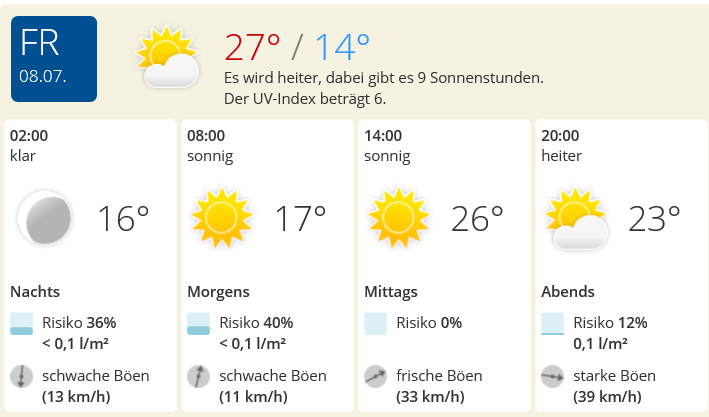 FR
08.07.
27° / 14°
Es wird heiter, dabei gibt es 9 Sonnenstunden.
Der UV-Index beträgt 6.
02:00
klar
16°
Nachts
Risiko 36%
< 0,1 l/m²
schwache Böen
(13 km/h)
08:00
sonnig
17°
Morgens
Risiko 40%
< 0,1 l/m²
schwache Böen
(11 km/h)
14:00
sonnig
26°
Mittags
Risiko 0%
frische Böen
(33 km/h)
20:00
heiter
23°
Abends
Risiko 12%
0,1 l/m²
starke Böen
(39 km/h)